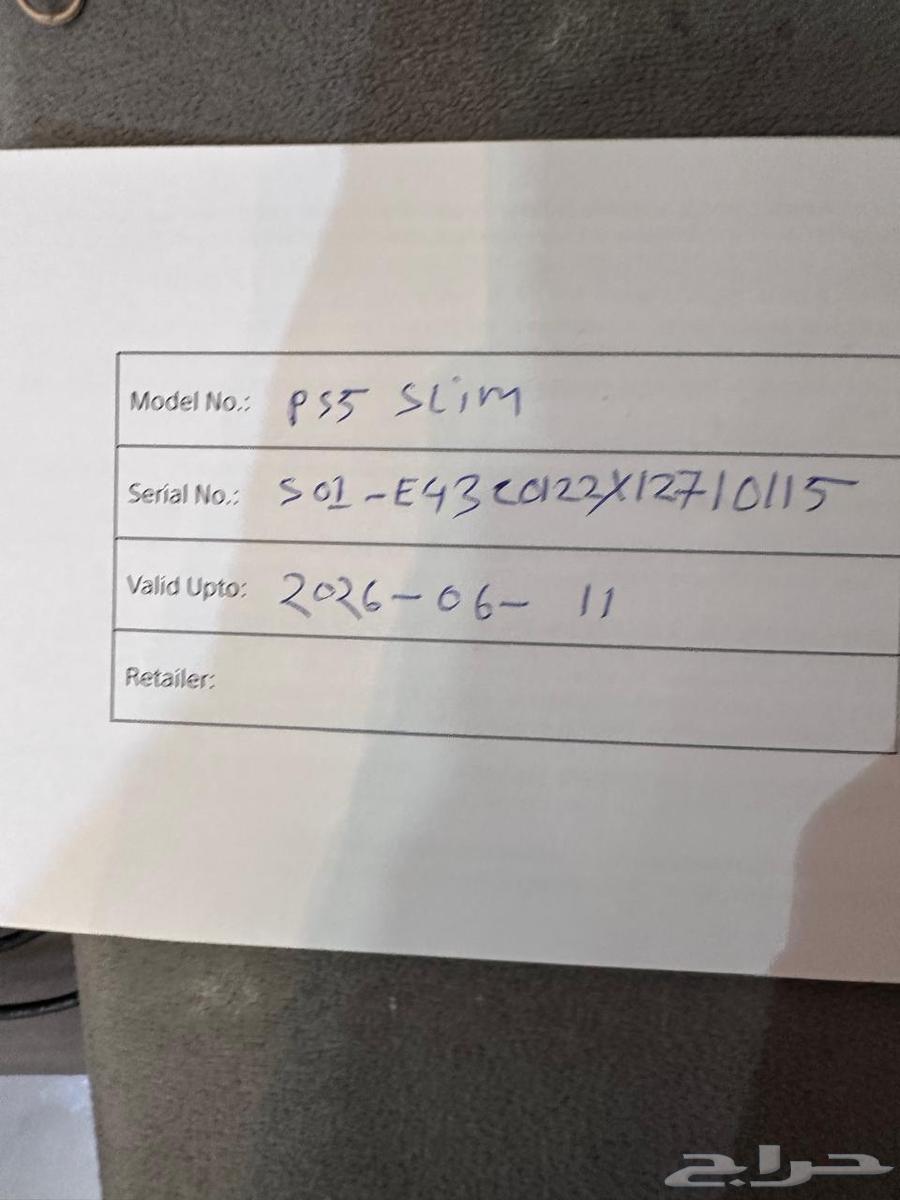 Model No.: PS5 Slim
Serial No.: S01-E43C0122X12710115
Valid Upto: 2026-06-11
Retailer:
حراج